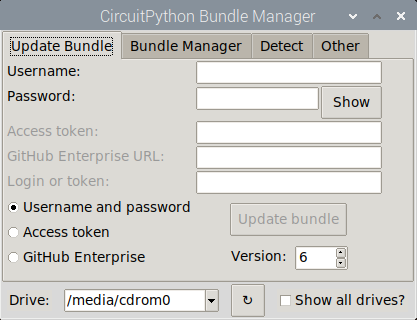 CircuitPython Bundle Manager
Update Bundle Bundle Manager Detect Other
Username:
Password: Show
Access token:
GitHub Enterprise URL:
Login or token:
Username and password
Access token
GitHub Enterprise
Update bundle
Version: 6
Drive: /media/cdrom0 ↻ Show all drives?